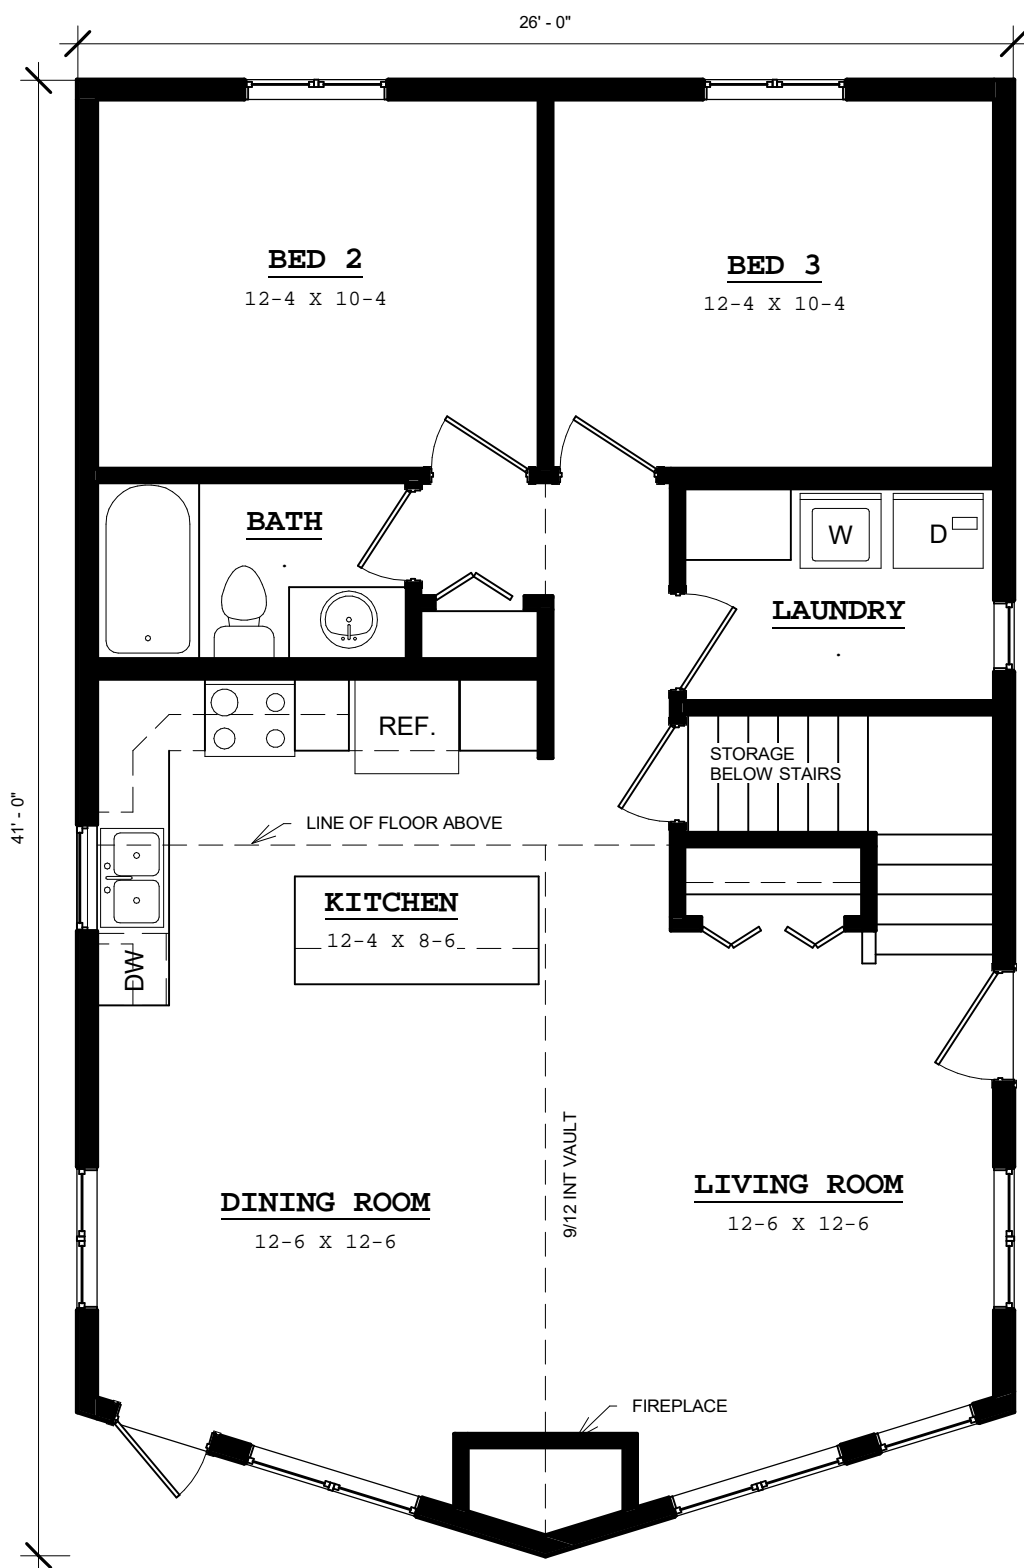 26' - 0"
BED 2
12-4 X 10-4
BED 3
12-4 X 10-4
BATH
W
D
LAUNDRY
REF.
STORAGE
BELOW STAIRS
41' - 0"
LINE OF FLOOR ABOVE
KITCHEN
12-4 X 8-6
DW
9/12 INT VAULT
DINING ROOM
12-6 X 12-6
LIVING ROOM
12-6 X 12-6
FIREPLACE